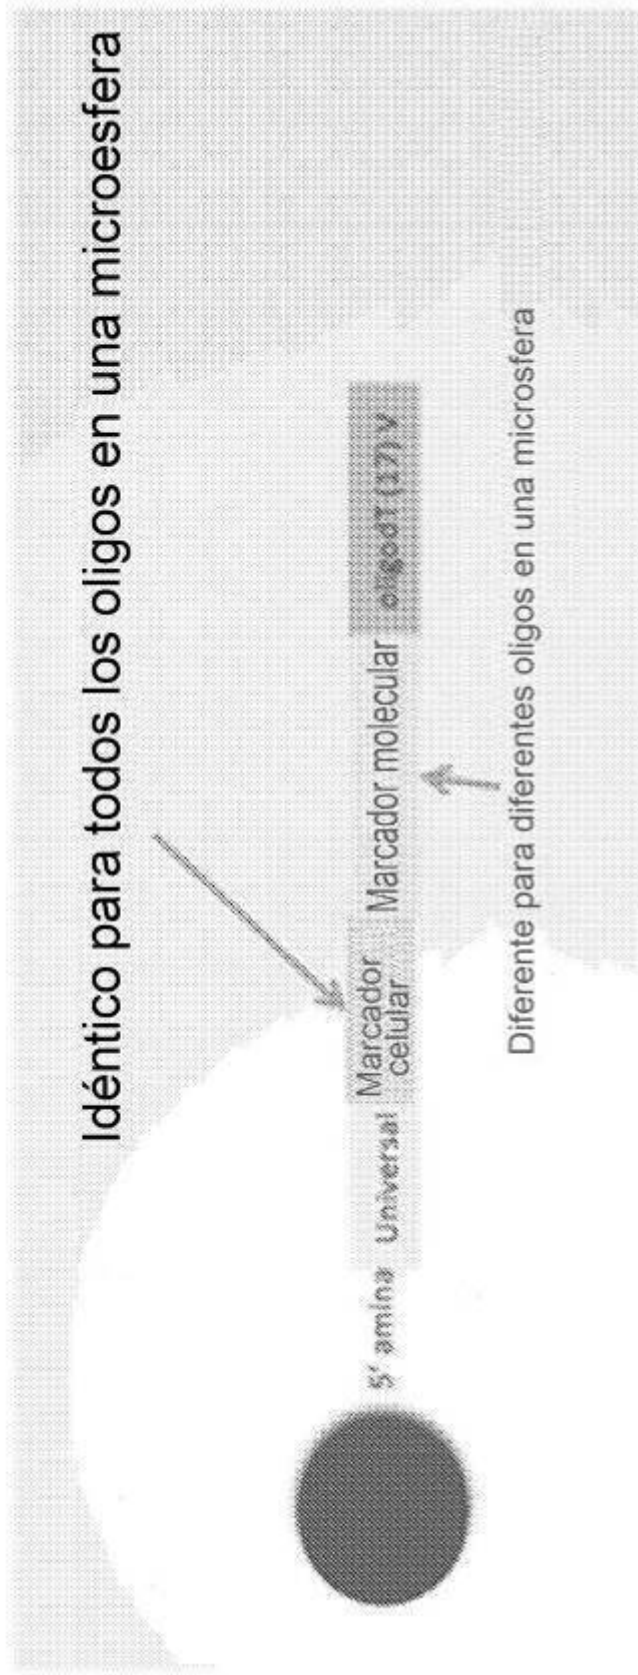 Idéntico para todos los oligos en una microesfera
5' amina Universal Marcador celular Marcador molecular oligodT (17) V
Diferente para diferentes oligos en una microsfera